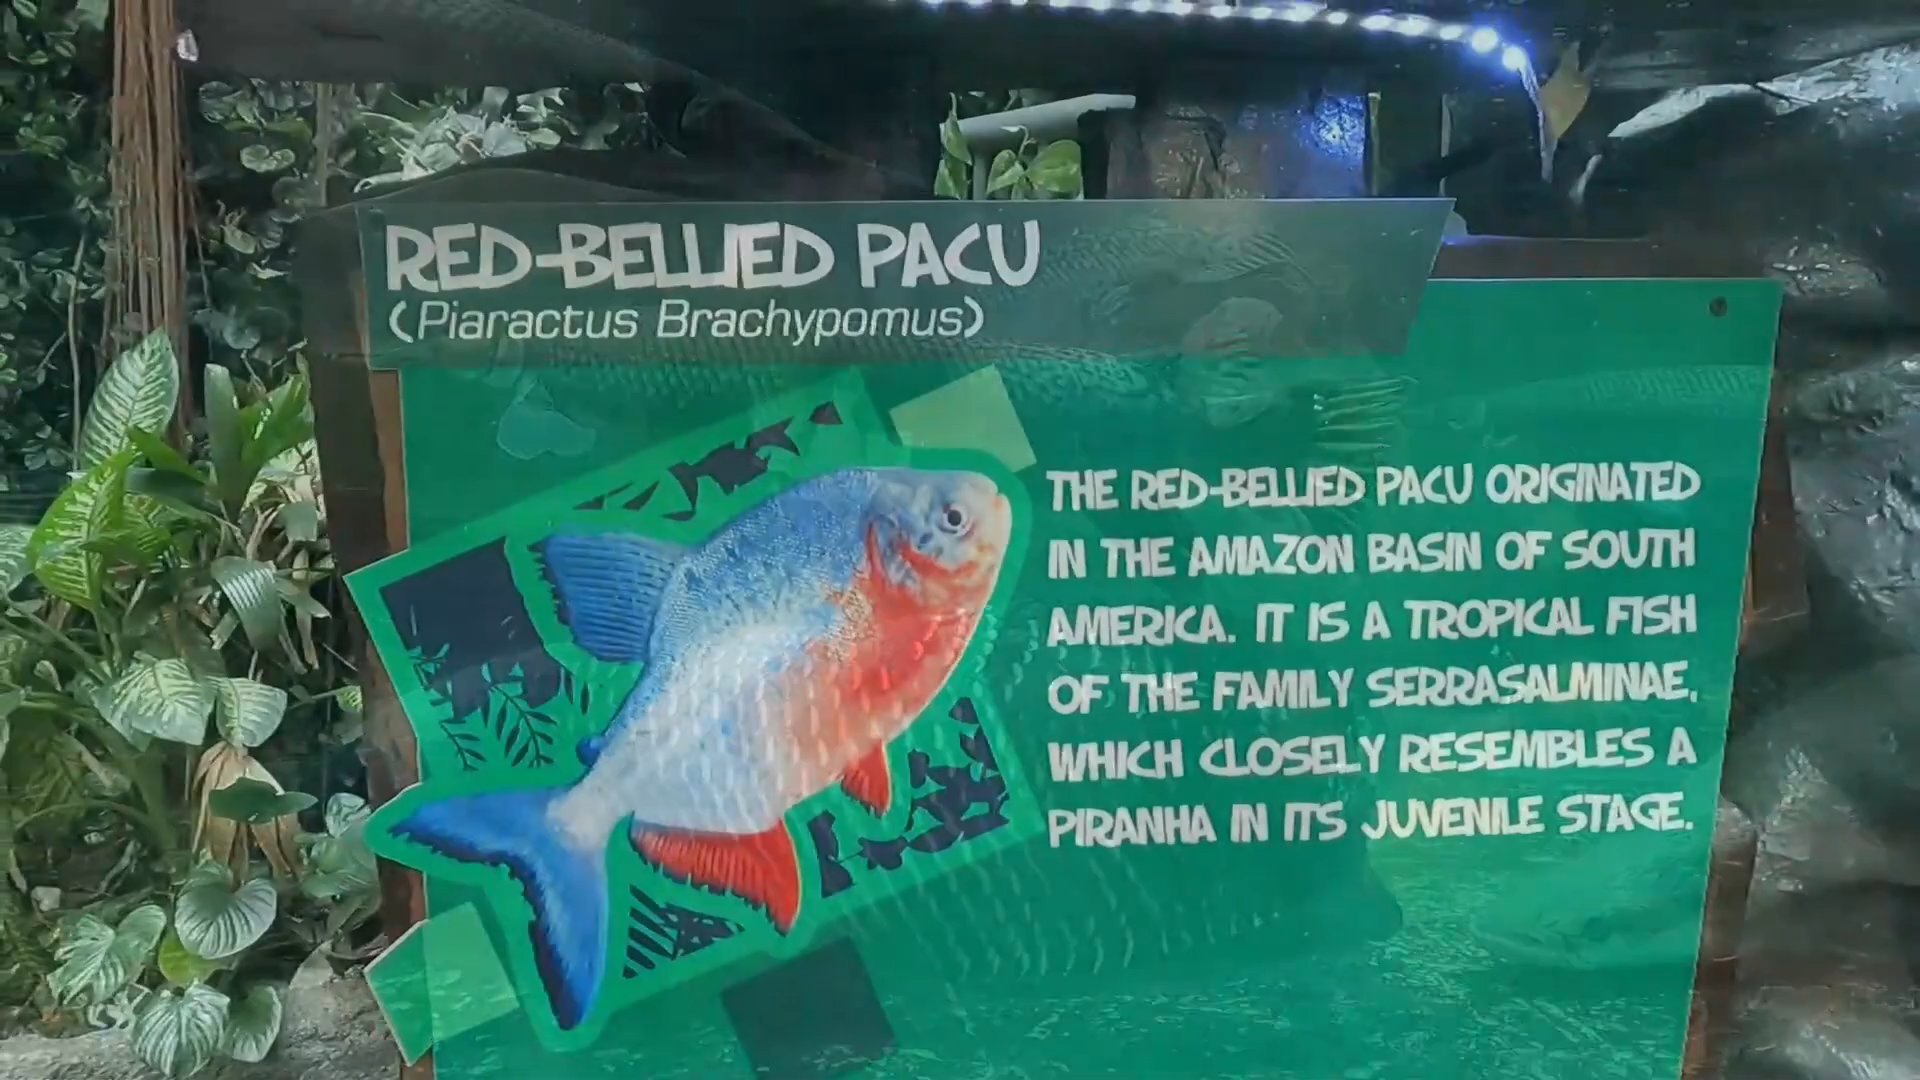 RED-BELLIED PACU
(Piaractus Brachypomus)
THE RED-BELLIED PACU ORIGINATED
IN THE AMAZON BASIN OF SOUTH
AMERICA. IT IS A TROPICAL FISH
OF THE FAMILY SERRASALMINAE,
WHICH CLOSELY RESEMBLES A
PIRANHA IN ITS JUVENILE STAGE.